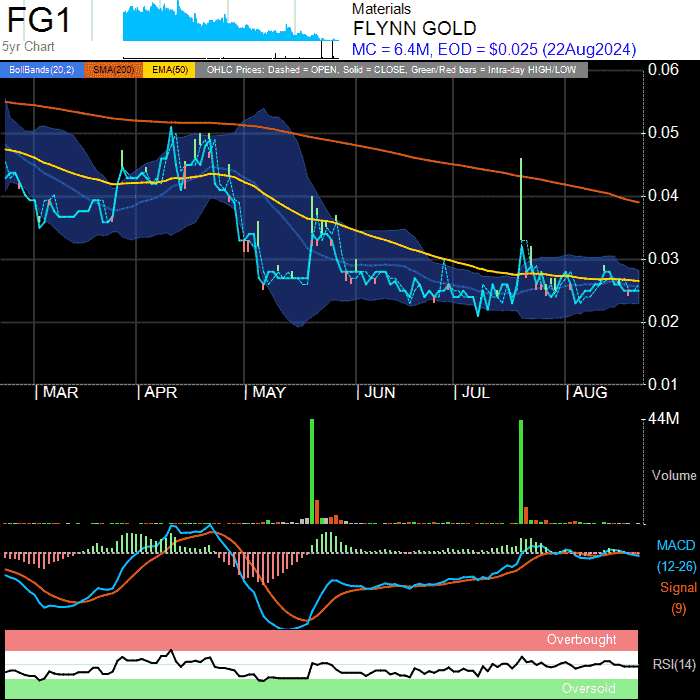 FG1
5yr Chart
Materials
FLYNN GOLD
MC = 6.4M, EOD = $0.025 (22Aug2024)
BollBands(20,2) SMA(200) EMA(50) OHLC Prices: Dashed = OPEN, Solid = CLOSE, Green/Red bars = Intra-day HIGH/LOW
0.06
0.05
0.04
0.03
0.02
0.01
| MAR | APR | MAY | JUN | JUL | AUG
44M
Volume
MACD
(12-26)
Signal
(9)
Overbought
RSI(14)
Oversold